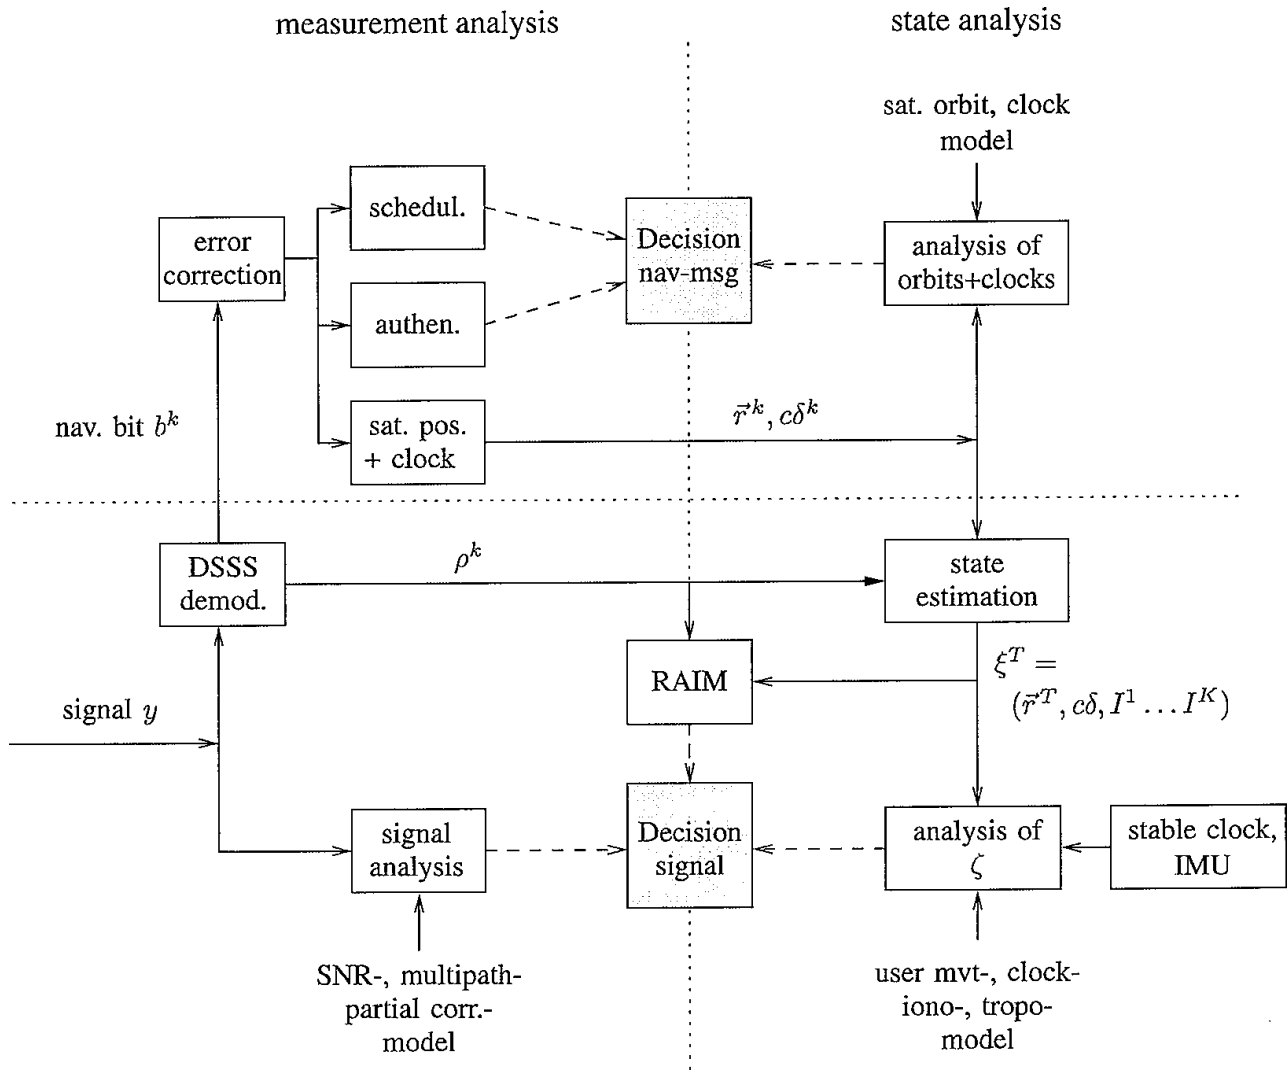 measurement analysis
state analysis
sat. orbit, clock
model
schedul.
error
correction
Decision
nav-msg
analysis of
orbits+clocks
authen.
nav. bit b^k
sat. pos.
+ clock
\vec{r}^k, cδ^k
DSSS
demod.
ρ^k
state
estimation
RAIM
ξ^T =
(\vec{r}^T, cδ, I^1 … I^K)
signal y
signal
analysis
Decision
signal
analysis of
ζ
stable clock,
IMU
SNR-, multipath-
partial corr.-
model
user mvt-, clock-
iono-, tropo-
model